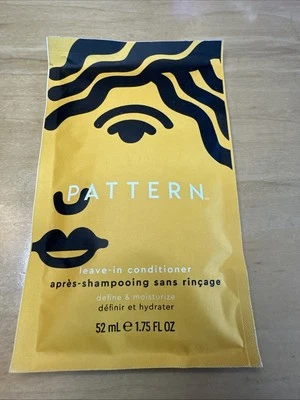 PATTERN
leave-in conditioner
après-shampooing sans rinçage
define & moisturize
définir et hydrater
52 mL ℮ 1.75 FL OZ